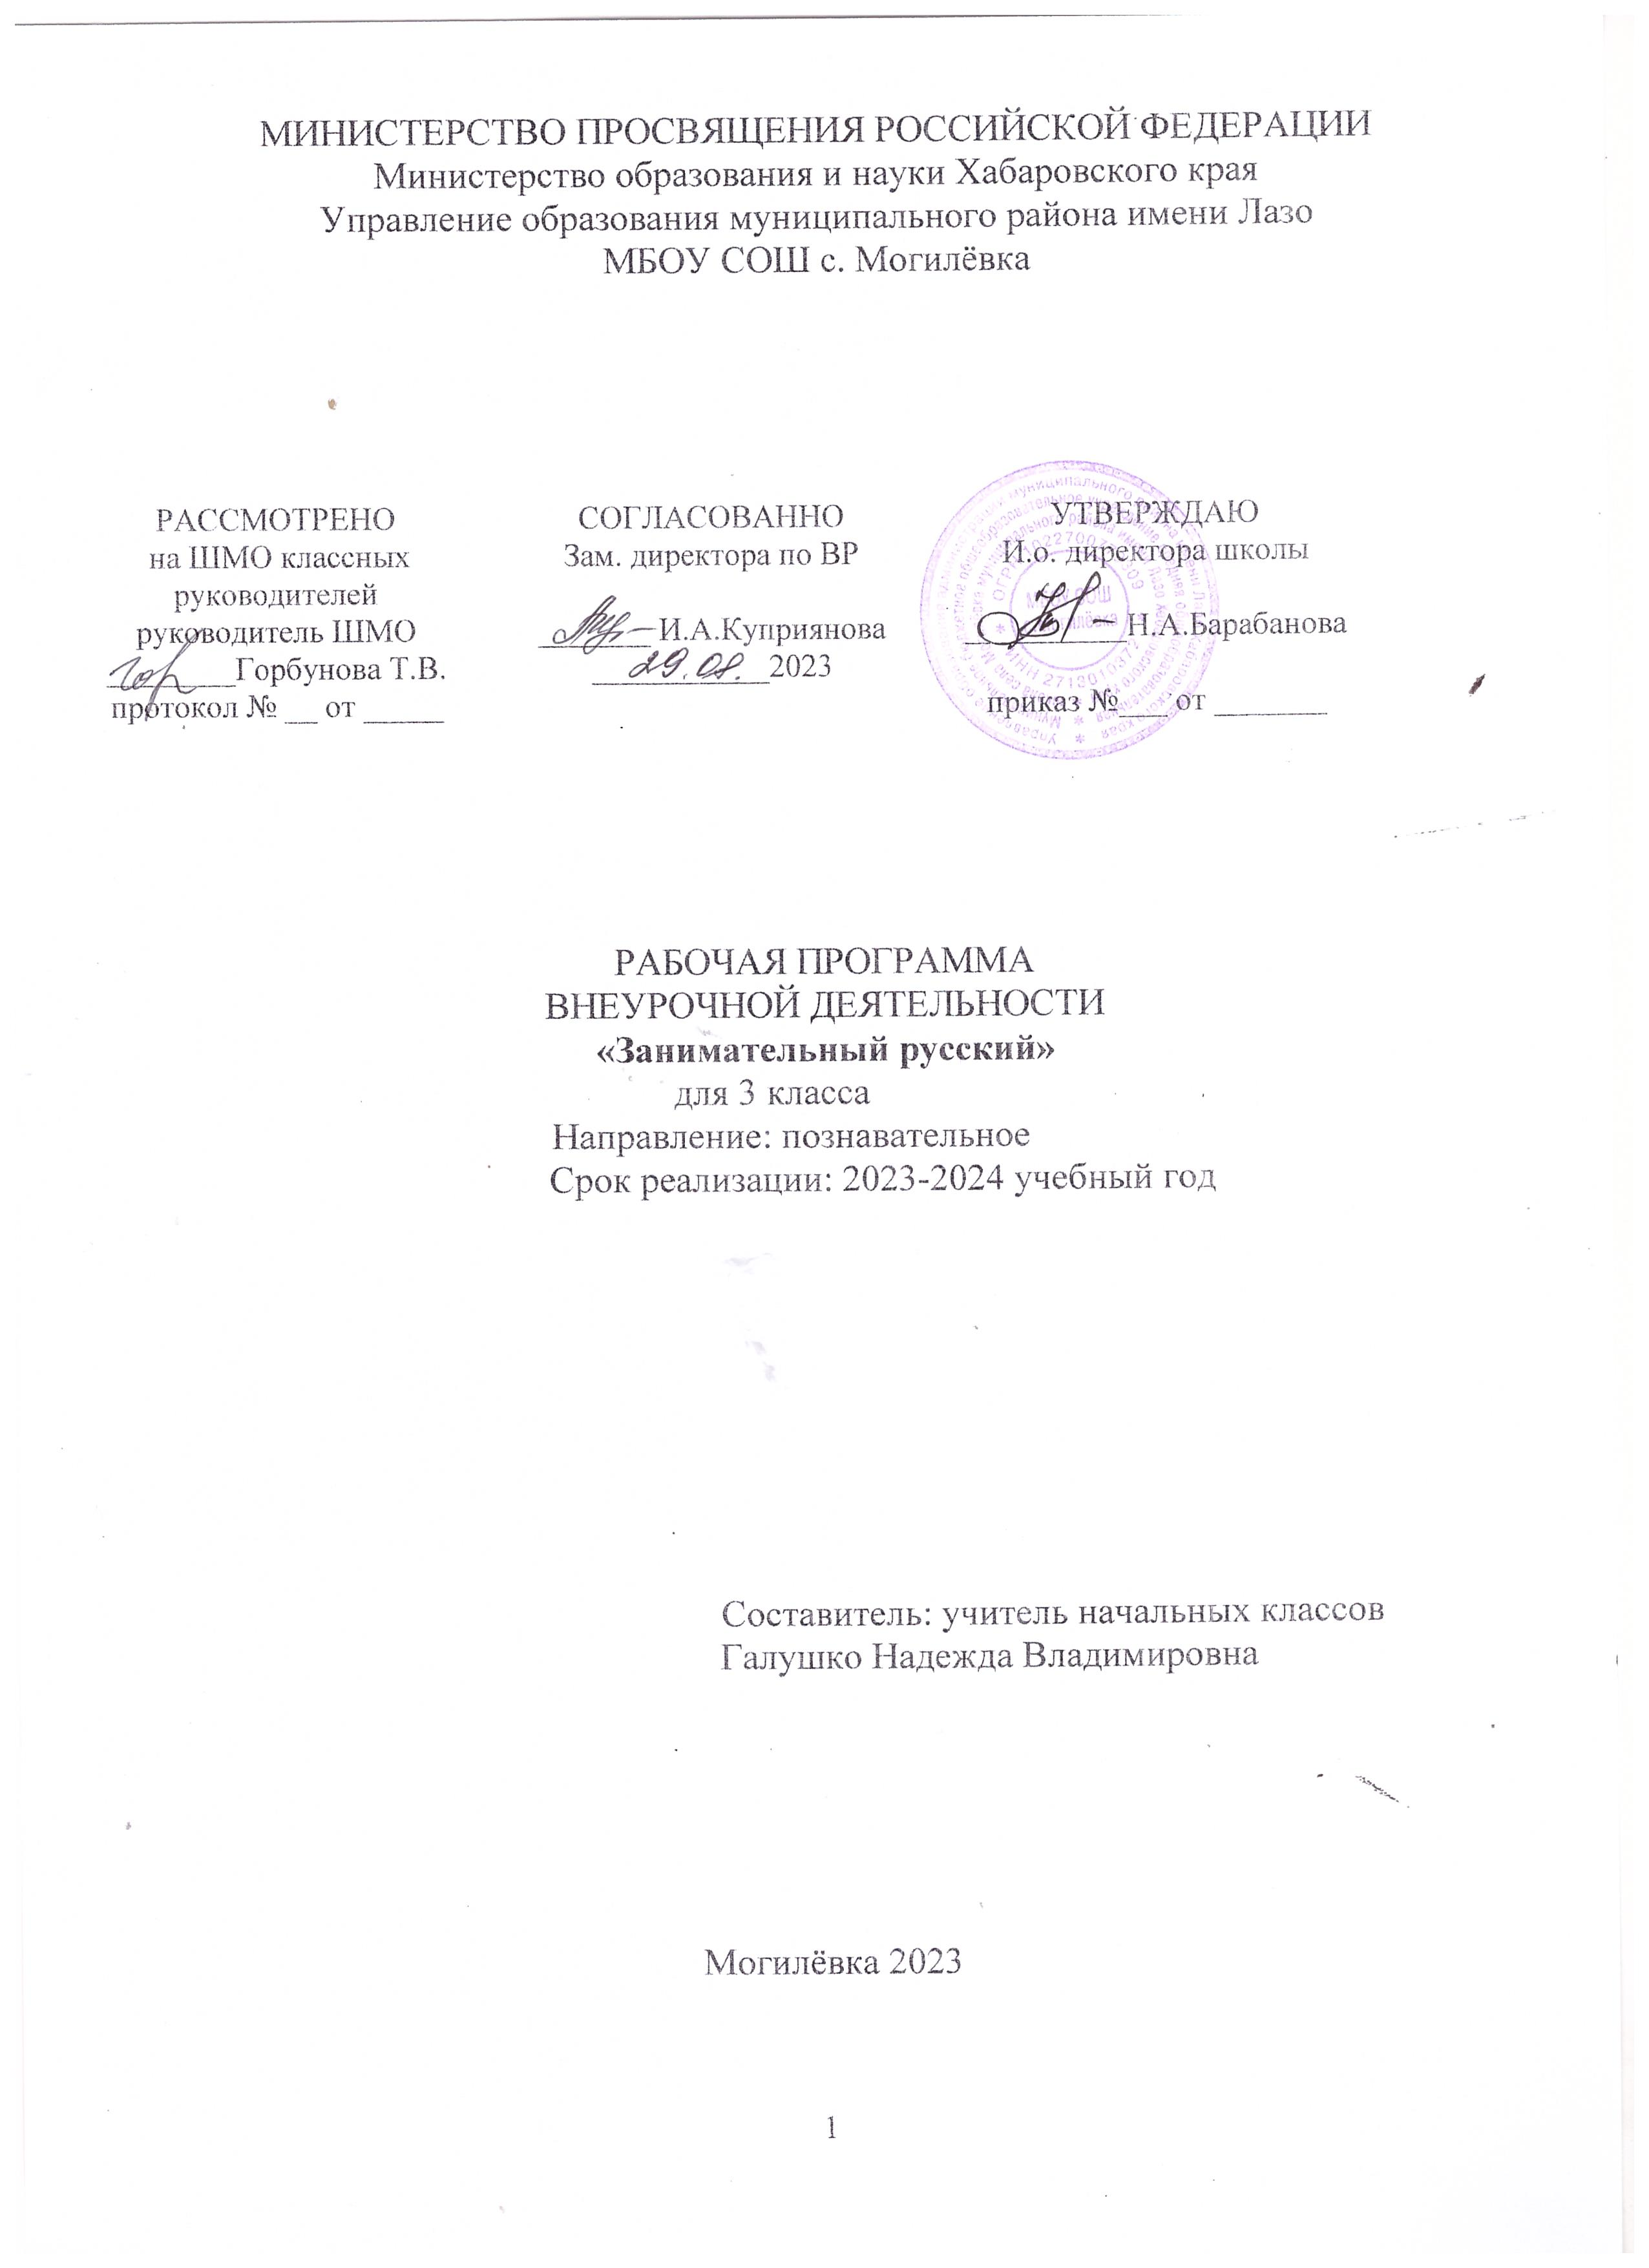 МИНИСТЕРСТВО ПРОСВЯЩЕНИЯ РОССИЙСКОЙ ФЕДЕРАЦИИ
Министерство образования и науки Хабаровского края
Управление образования муниципального района имени Лазо
МБОУ СОШ с. Могилёвка
РАССМОТРЕНО
на ШМО классных
руководителей
руководитель ШМО
Горбунова Т.В.
протокол № __ от _____
СОГЛАСОВАННО
Зам. директора по ВР
И.А.Куприянова
29.08.2023
УТВЕРЖДАЮ
И.о. директора школы
Н.А.Барабанова
приказ №___ от _______
РАБОЧАЯ ПРОГРАММА
ВНЕУРОЧНОЙ ДЕЯТЕЛЬНОСТИ
«Занимательный русский»
для 3 класса
Направление: познавательное
Срок реализации: 2023-2024 учебный год
Составитель: учитель начальных классов
Галушко Надежда Владимировна
Могилёвка 2023
1